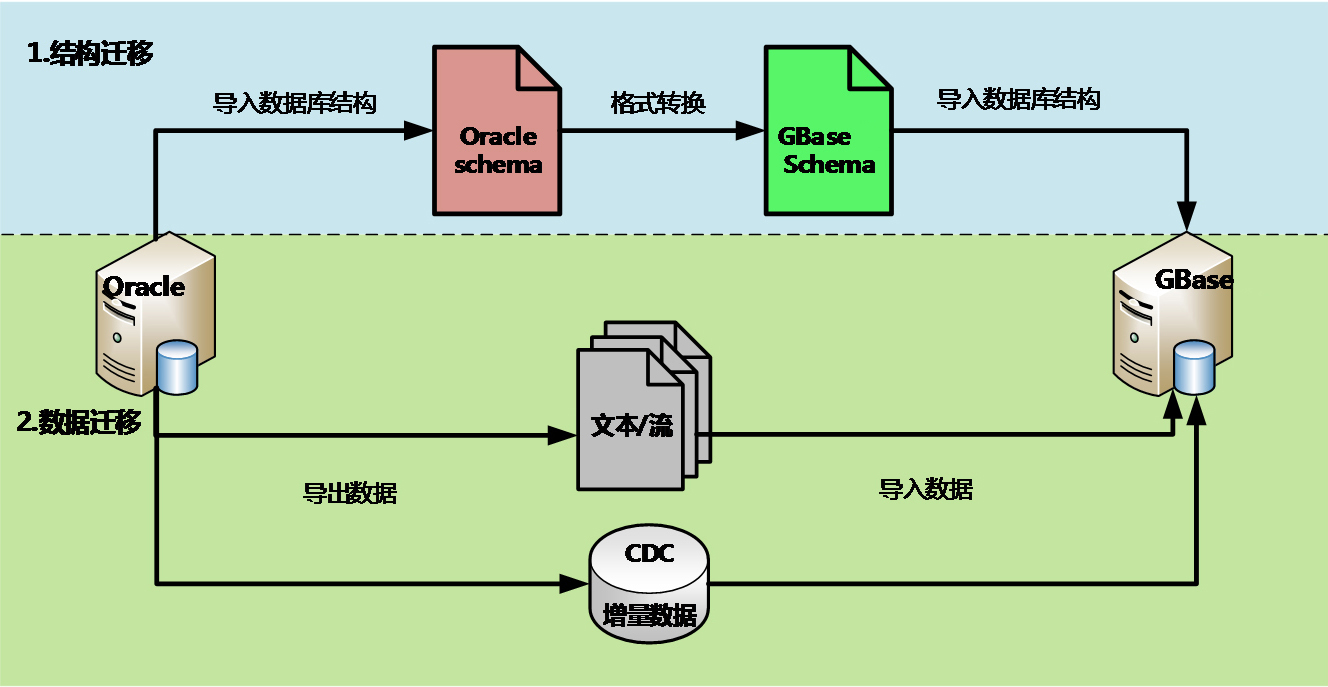 1.结构迁移
导入数据库结构
格式转换
导入数据库结构
Oracle
schema
GBase
Schema
Oracle
GBase
2.数据迁移
文本/流
导出数据
导入数据
CDC
增量数据